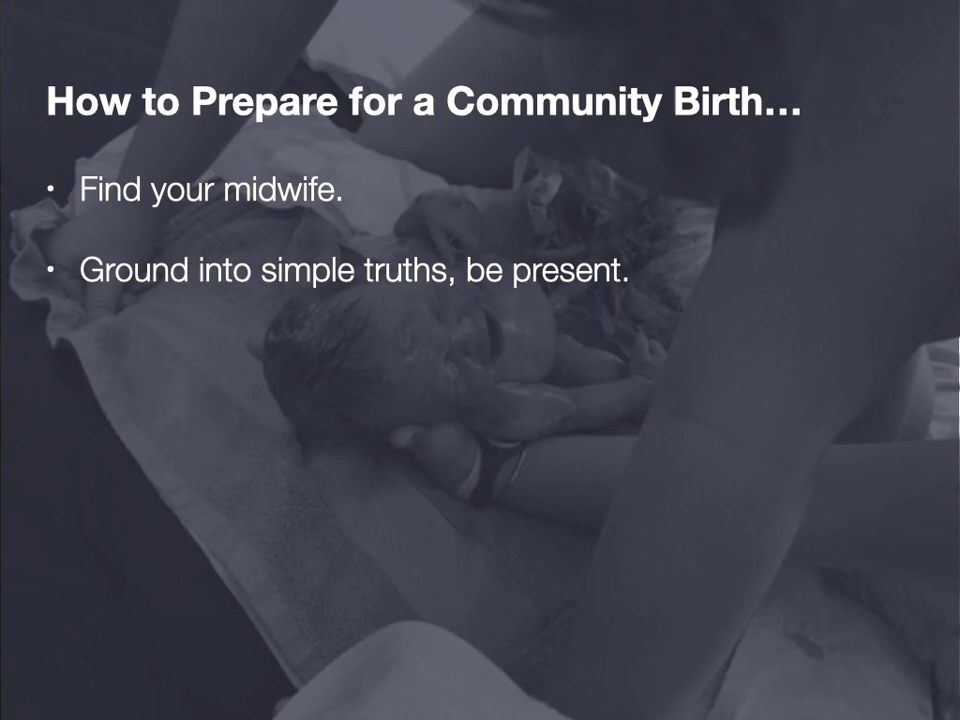 How to Prepare for a Community Birth…
• Find your midwife.
• Ground into simple truths, be present.